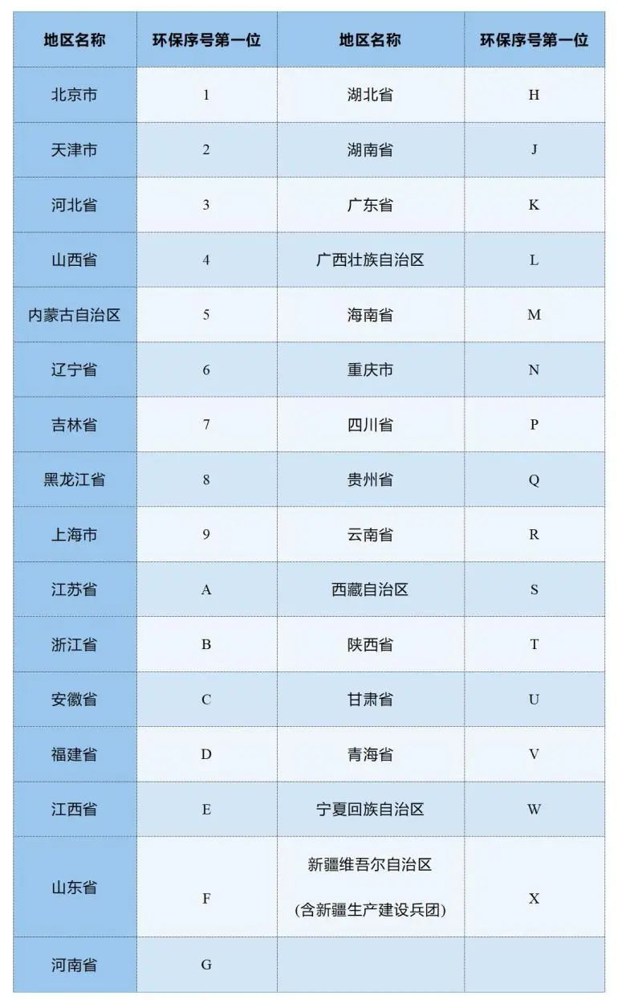 地区名称 环保序号第一位 地区名称 环保序号第一位
北京市 1 湖北省 H
天津市 2 湖南省 J
河北省 3 广东省 K
山西省 4 广西壮族自治区 L
内蒙古自治区 5 海南省 M
辽宁省 6 重庆市 N
吉林省 7 四川省 P
黑龙江省 8 贵州省 Q
上海市 9 云南省 R
江苏省 A 西藏自治区 S
浙江省 B 陕西省 T
安徽省 C 甘肃省 U
福建省 D 青海省 V
江西省 E 宁夏回族自治区 W
山东省 F 新疆维吾尔自治区
(含新疆生产建设兵团) X
河南省 G